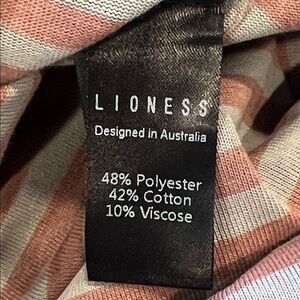 LIONESS
Designed in Australia
48% Polyester
42% Cotton
10% Viscose